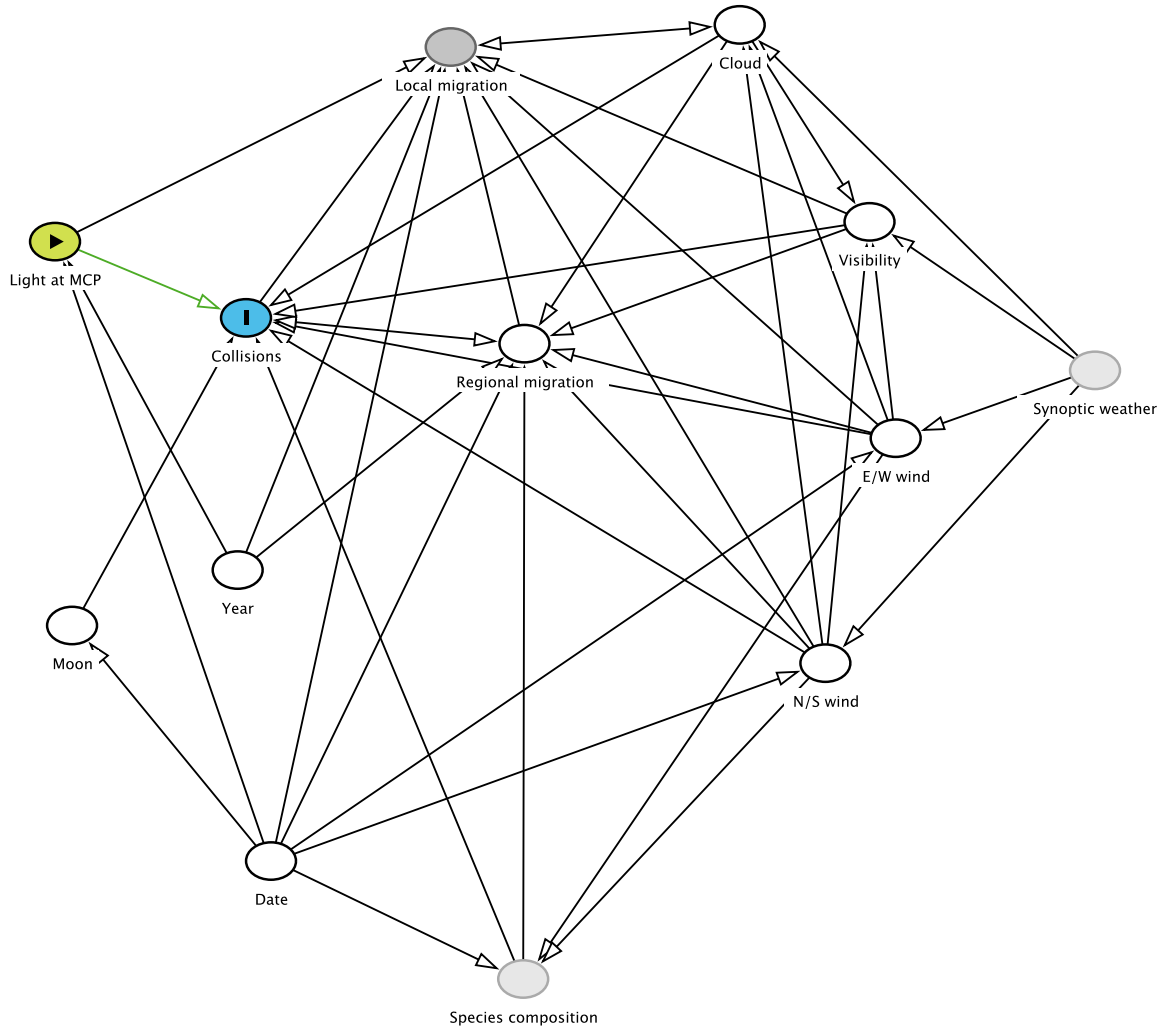 Cloud
Local migration
Visibility
Light at MCP
Collisions
Regional migration
Synoptic weather
E/W wind
Year
Moon
N/S wind
Date
Species composition